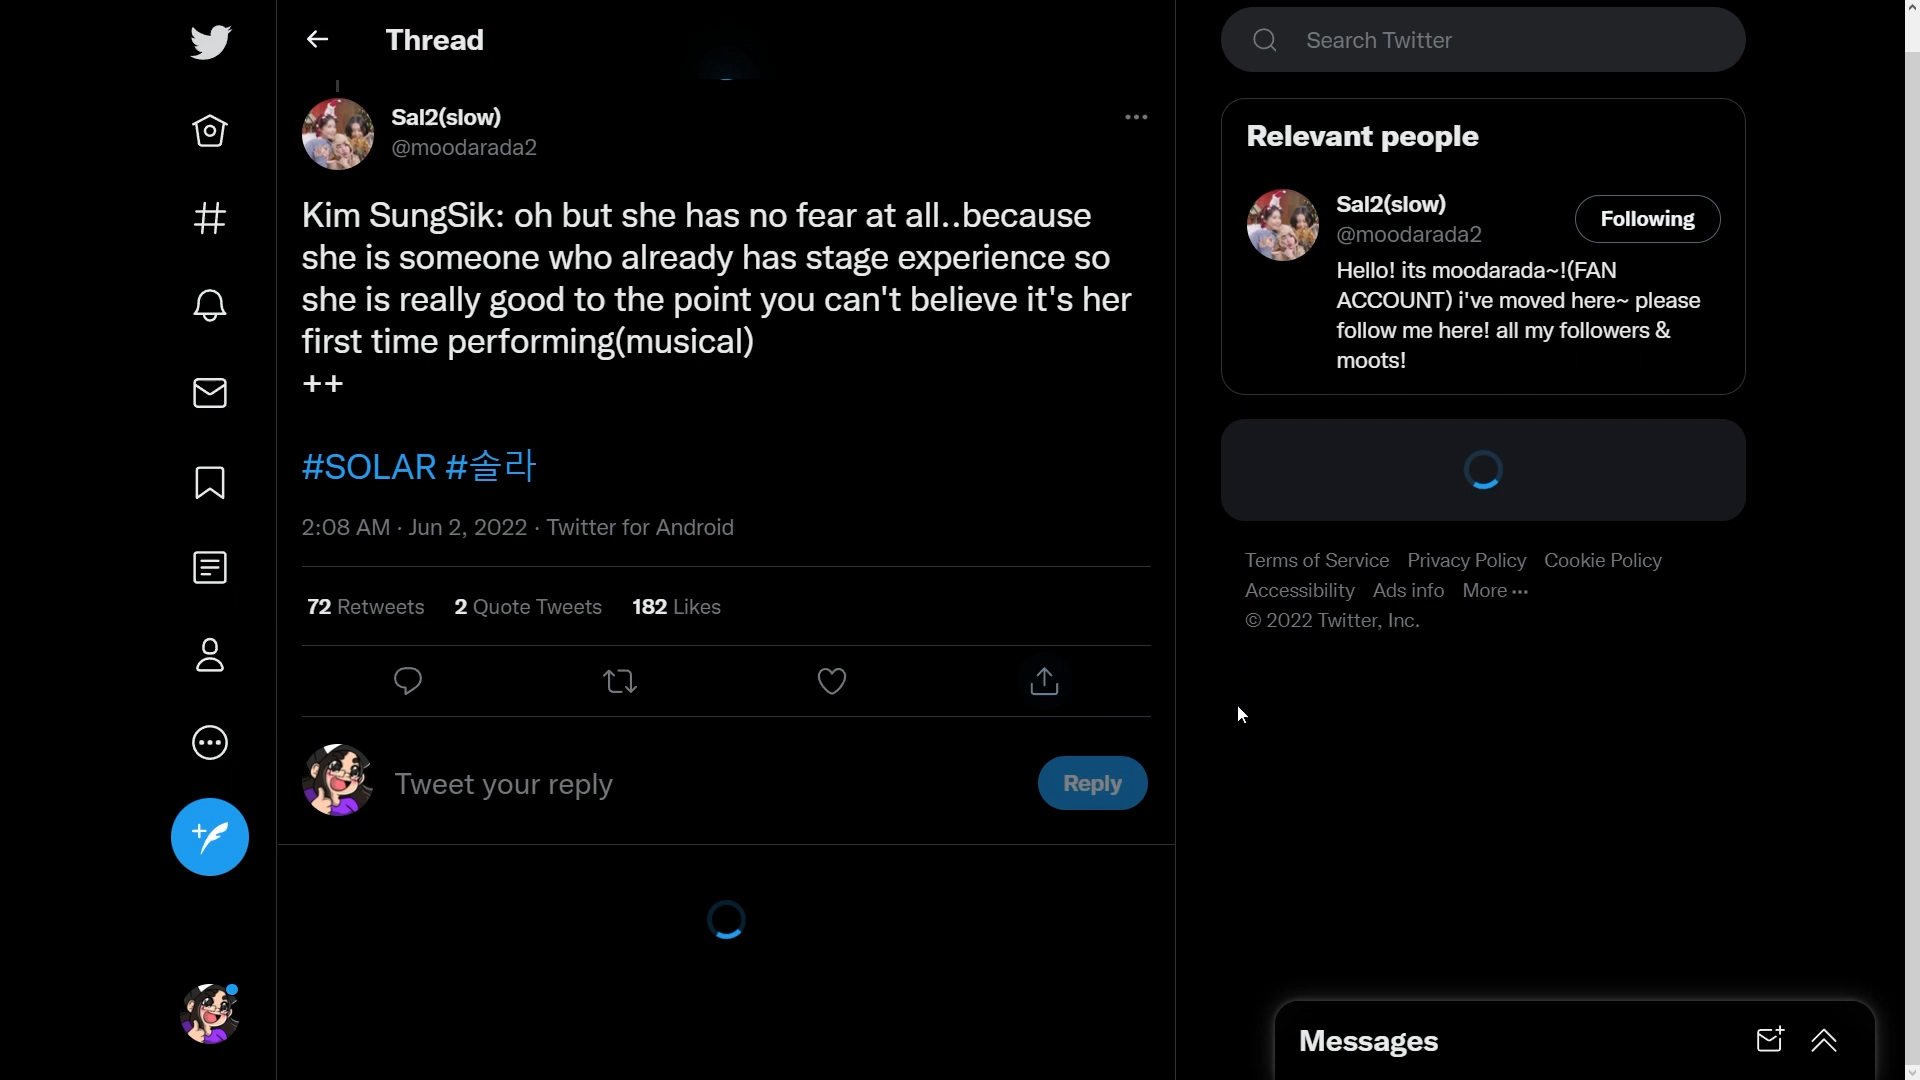 Thread
Sal2(slow)
@moodarada2
Kim SungSik: oh but she has no fear at all..because
she is someone who already has stage experience so
she is really good to the point you can't believe it's her
first time performing(musical)
++
#SOLAR #솔라
2:08 AM · Jun 2, 2022 · Twitter for Android
72 Retweets 2 Quote Tweets 182 Likes
Tweet your reply
Reply
Search Twitter
Relevant people
Sal2(slow)
@moodarada2
Following
Hello! its moodarada~!(FAN
ACCOUNT) i've moved here~ please
follow me here! all my followers &
moots!
Terms of Service Privacy Policy Cookie Policy
Accessibility Ads info More ···
© 2022 Twitter, Inc.
Messages